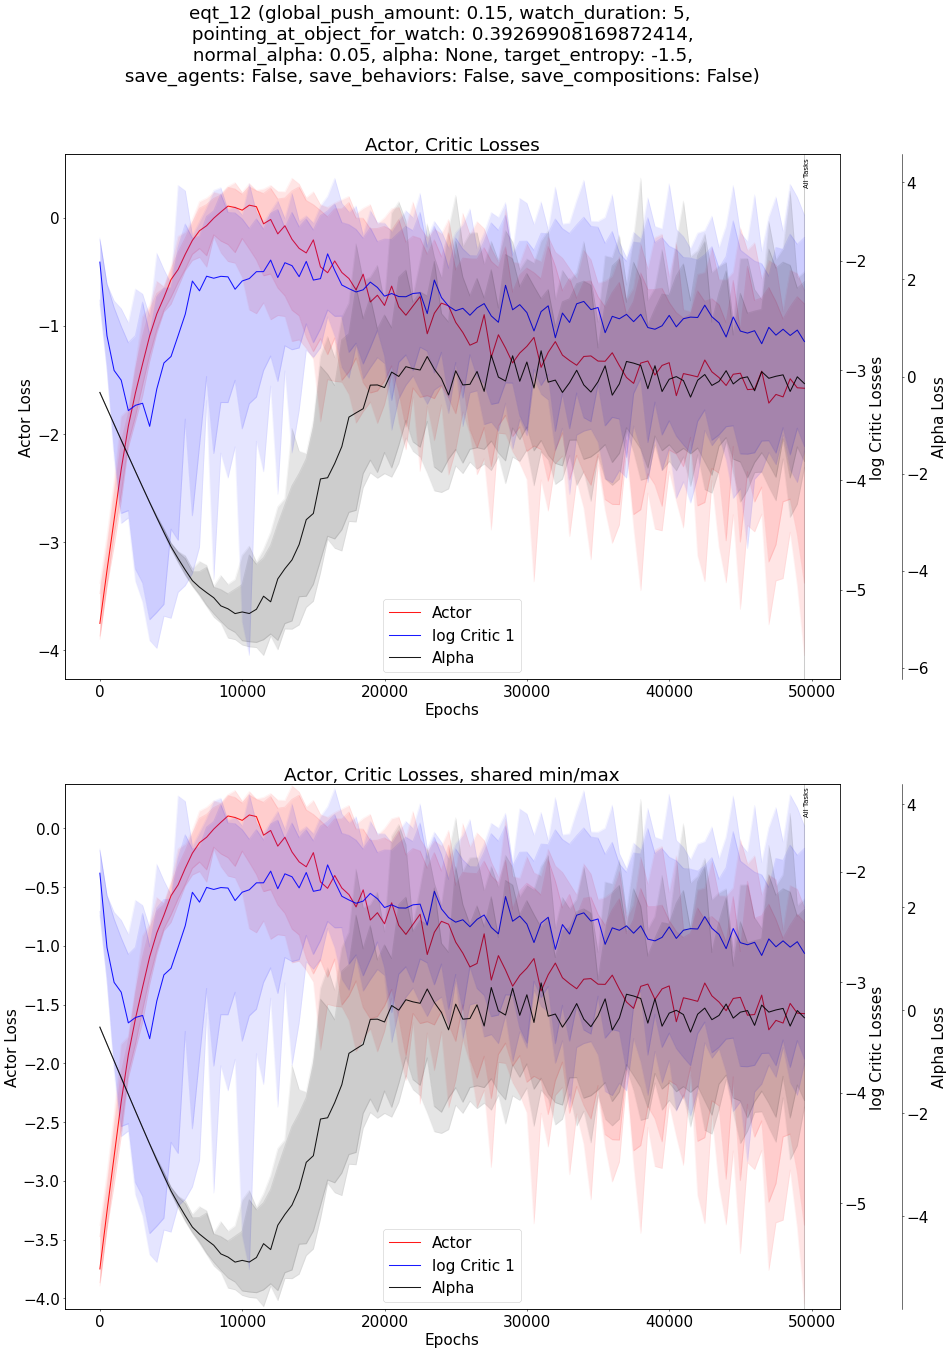 eqt_12 (global_push_amount: 0.15, watch_duration: 5,
pointing_at_object_for_watch: 0.39269908169872414,
normal_alpha: 0.05, alpha: None, target_entropy: -1.5,
save_agents: False, save_behaviors: False, save_compositions: False)
Actor, Critic Losses
All Tasks
0
−1
−2
−3
−4
Actor Loss
−2
−3
−4
−5
log Critic Losses
4
2
0
−2
−4
−6
Alpha Loss
Actor
log Critic 1
Alpha
0 10000 20000 30000 40000 50000
Epochs
Actor, Critic Losses, shared min/max
All Tasks
0.0
−0.5
−1.0
−1.5
−2.0
−2.5
−3.0
−3.5
−4.0
Actor Loss
−2
−3
−4
−5
log Critic Losses
4
2
0
−2
−4
Alpha Loss
Actor
log Critic 1
Alpha
0 10000 20000 30000 40000 50000
Epochs